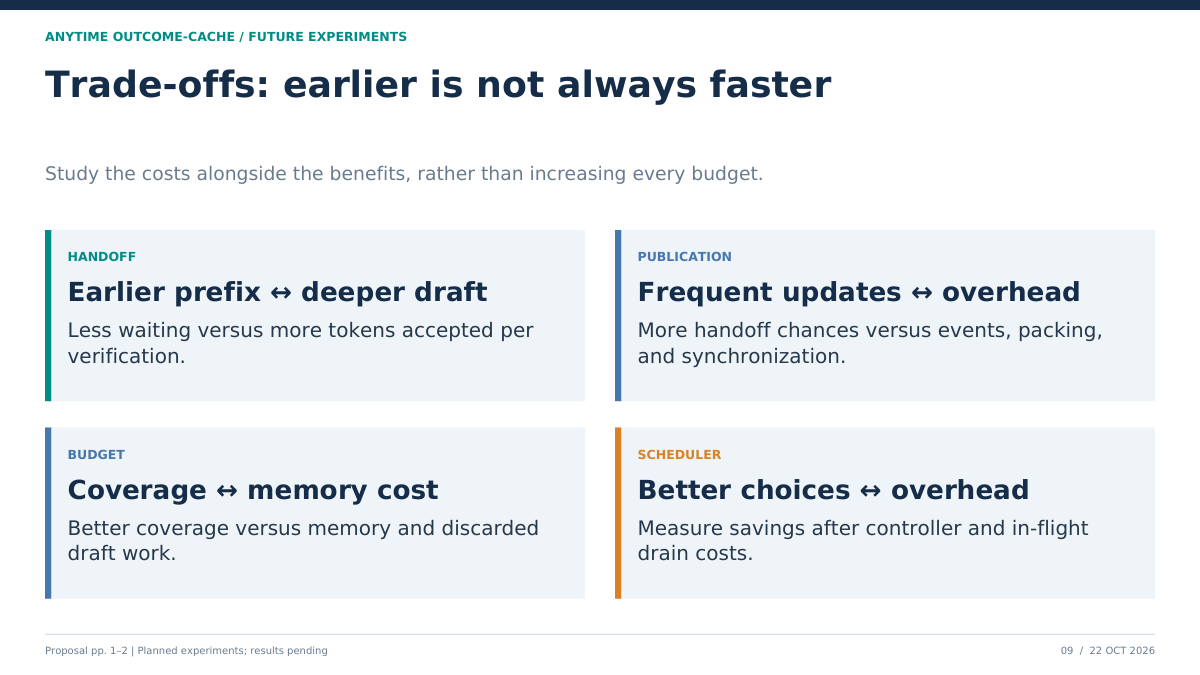 ANYTIME OUTCOME-CACHE / FUTURE EXPERIMENTS
Trade-offs: earlier is not always faster
Study the costs alongside the benefits, rather than increasing every budget.
HANDOFF
Earlier prefix ↔ deeper draft
Less waiting versus more tokens accepted per
verification.
PUBLICATION
Frequent updates ↔ overhead
More handoff chances versus events, packing,
and synchronization.
BUDGET
Coverage ↔ memory cost
Better coverage versus memory and discarded
draft work.
SCHEDULER
Better choices ↔ overhead
Measure savings after controller and in-flight
drain costs.
Proposal pp. 1–2 | Planned experiments; results pending
09 / 22 OCT 2026